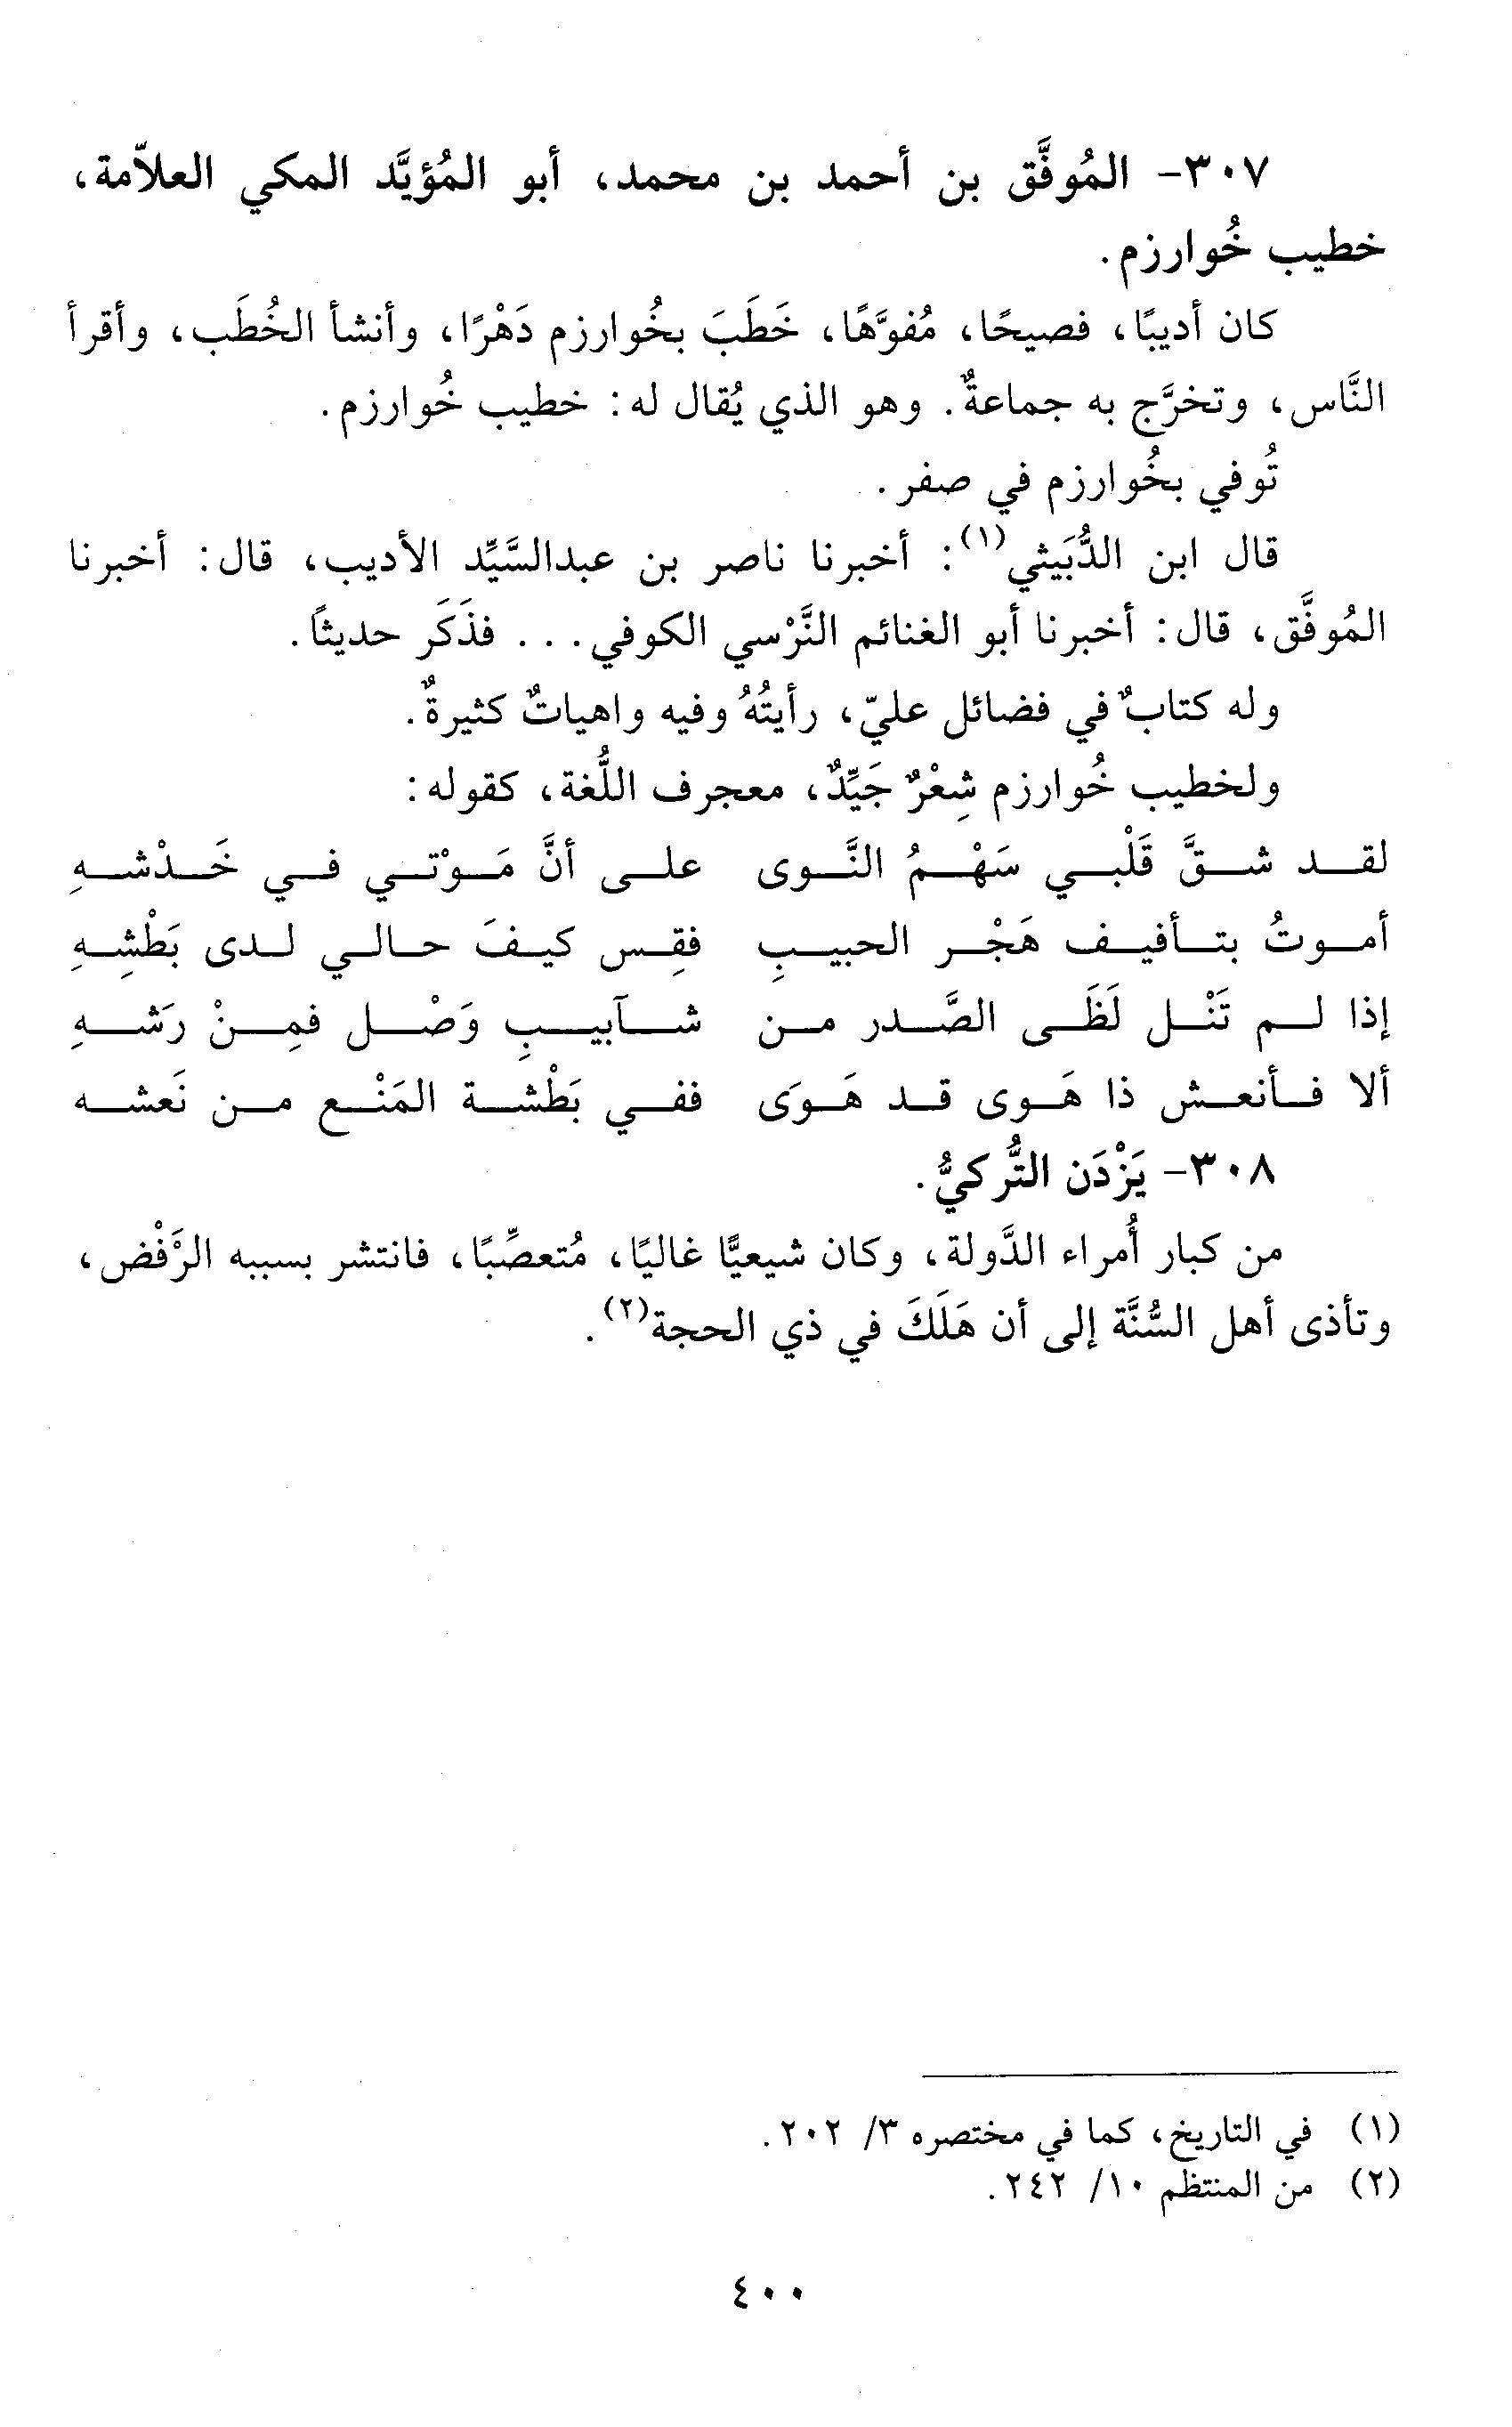 ٣٠٧- المُوفَّق بن أحمد بن محمد، أبو المُؤيَّد المكي العلاّمة،
خطيب خُوارزم.
كان أديبًا، فصيحًا، مُفوَّهًا، خَطَبَ بخُوارزم دَهْرًا، وأنشأ الخُطَب، وأقرأ
النَّاس، وتخرَّج به جماعةٌ. وهو الذي يُقال له: خطيب خُوارزم.
تُوفي بخُوارزم في صفر.
قال ابن الدُّبَيثي(١): أخبرنا ناصر بن عبدالسَّيِّد الأديب، قال: أخبرنا
المُوفَّق، قال: أخبرنا أبو الغنائم النَّرْسي الكوفي... فذَكَر حديثًا.
وله كتابٌ في فضائل عليّ، رأيتُهُ وفيه واهياتٌ كثيرةٌ.
ولخطيب خُوارزم شِعْرٌ جَيِّدٌ، معجرف اللُّغة، كقوله:
لقد شقَّ قَلْبي سَهْمُ النَّوى على أنَّ مَوْتي في خَدْشهِ
أموتُ بتأفيف هَجْر الحبيبِ فقِس كيفَ حالي لدى بَطْشِهِ
إذا لم تَنْل لَظَى الصَّدر من شآبيبِ وَصْل فمِنْ رَشهِ
ألا فأنعش ذا هَوى قد هَوَى ففي بَطْشة المَنْع من نَعشه
٣٠٨- يَزْدَن التُّركيُّ.
من كبار أُمراء الدَّولة، وكان شيعيًّا غاليًا، مُتعصِّبًا، فانتشر بسببه الرَّفْض،
وتأذى أهل السُّنَّة إلى أن هَلَكَ في ذي الحجة(٢).
(١) في التاريخ، كما في مختصره ٣/ ٢٠٢.
(٢) من المنتظم ١٠/ ٢٤٢.
٤٠٠